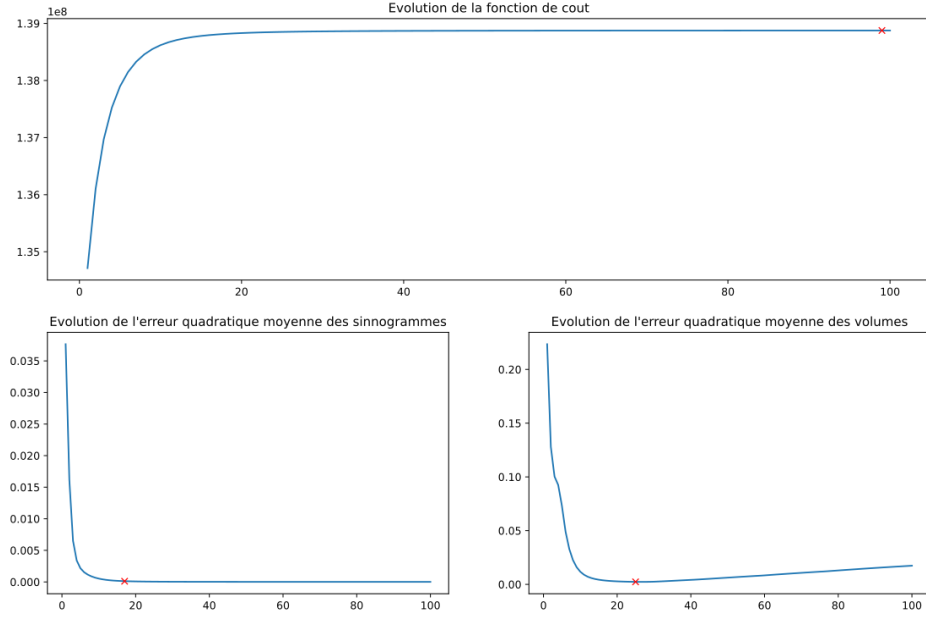 Evolution de la fonction de cout
1e8
1.39
1.38
1.37
1.36
1.35
0 20 40 60 80 100
Evolution de l'erreur quadratique moyenne des sinnogrammes
0.035
0.030
0.025
0.020
0.015
0.010
0.005
0.000
0 20 40 60 80 100
Evolution de l'erreur quadratique moyenne des volumes
0.20
0.15
0.10
0.05
0.00
0 20 40 60 80 100